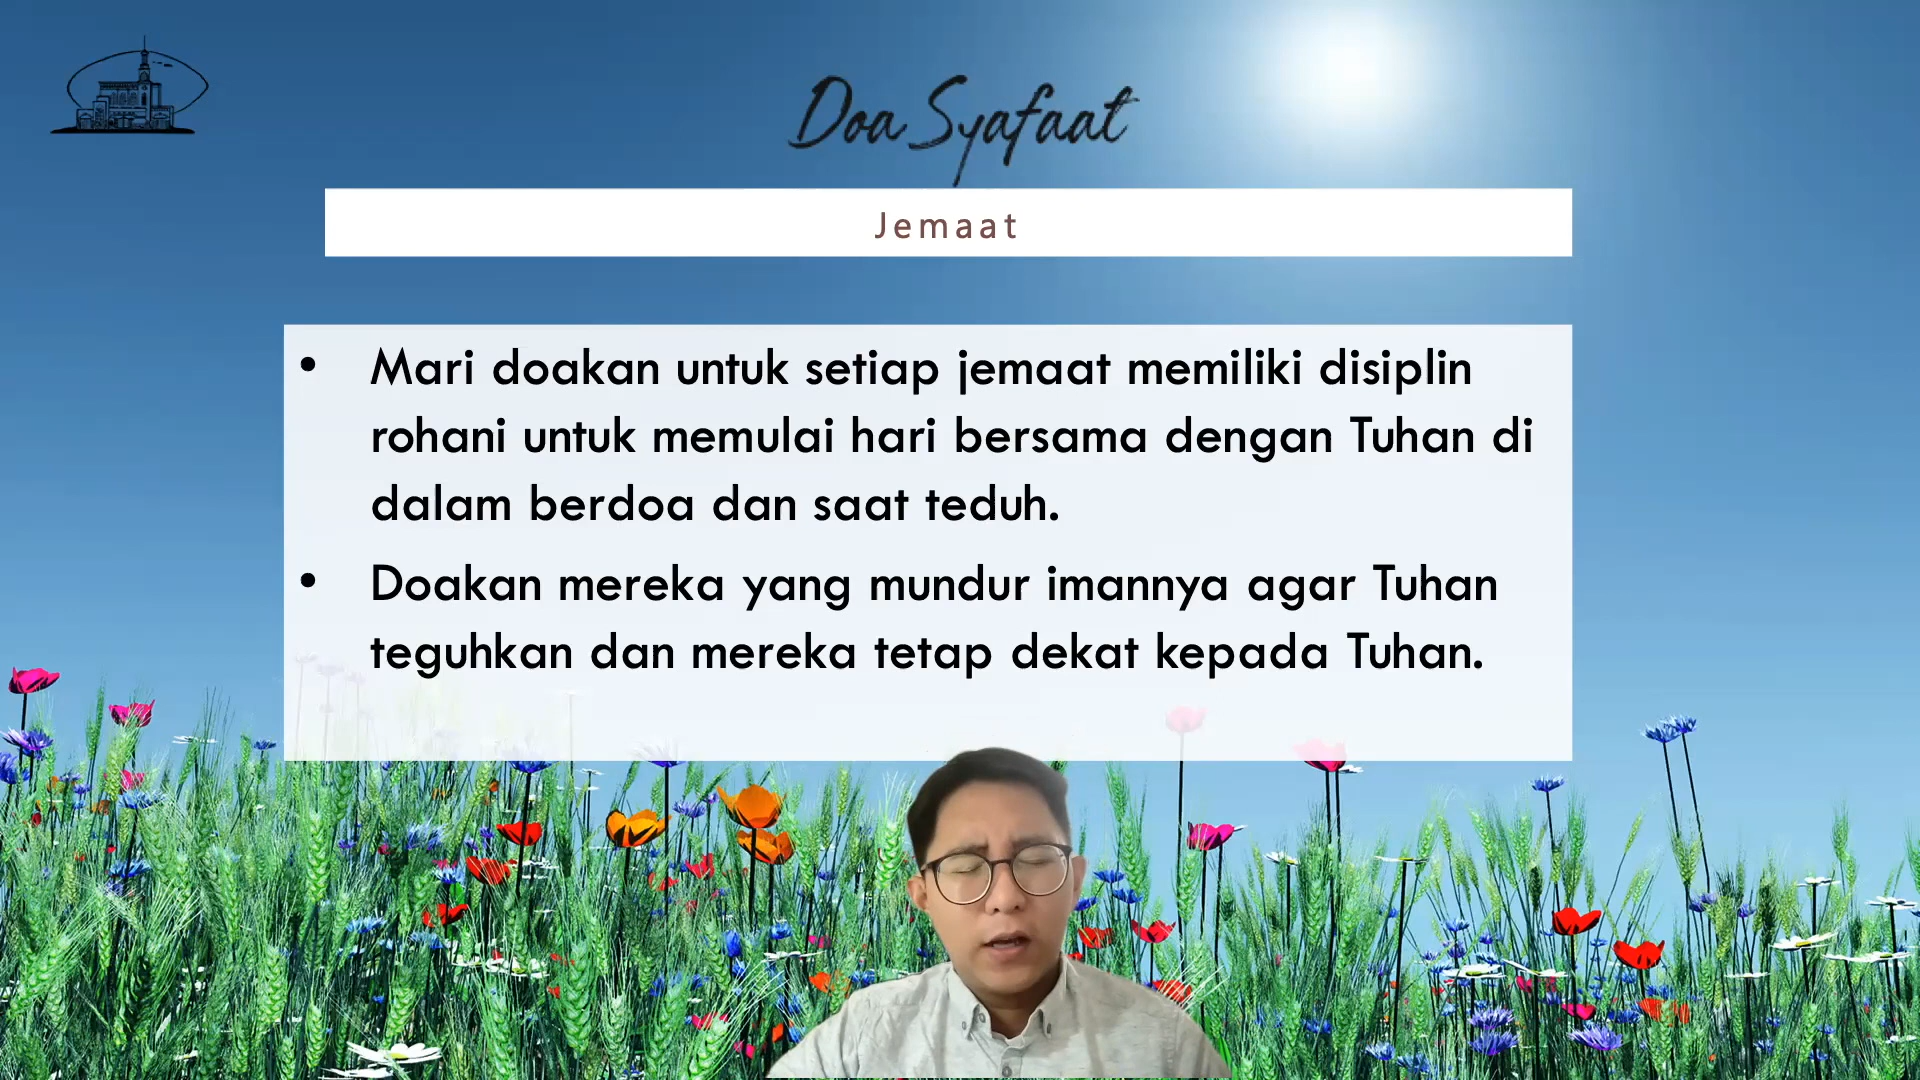 Doa Syafaat
Jemaat
• Mari doakan untuk setiap jemaat memiliki disiplin
rohani untuk memulai hari bersama dengan Tuhan di
dalam berdoa dan saat teduh.
• Doakan mereka yang mundur imannya agar Tuhan
teguhkan dan mereka tetap dekat kepada Tuhan.